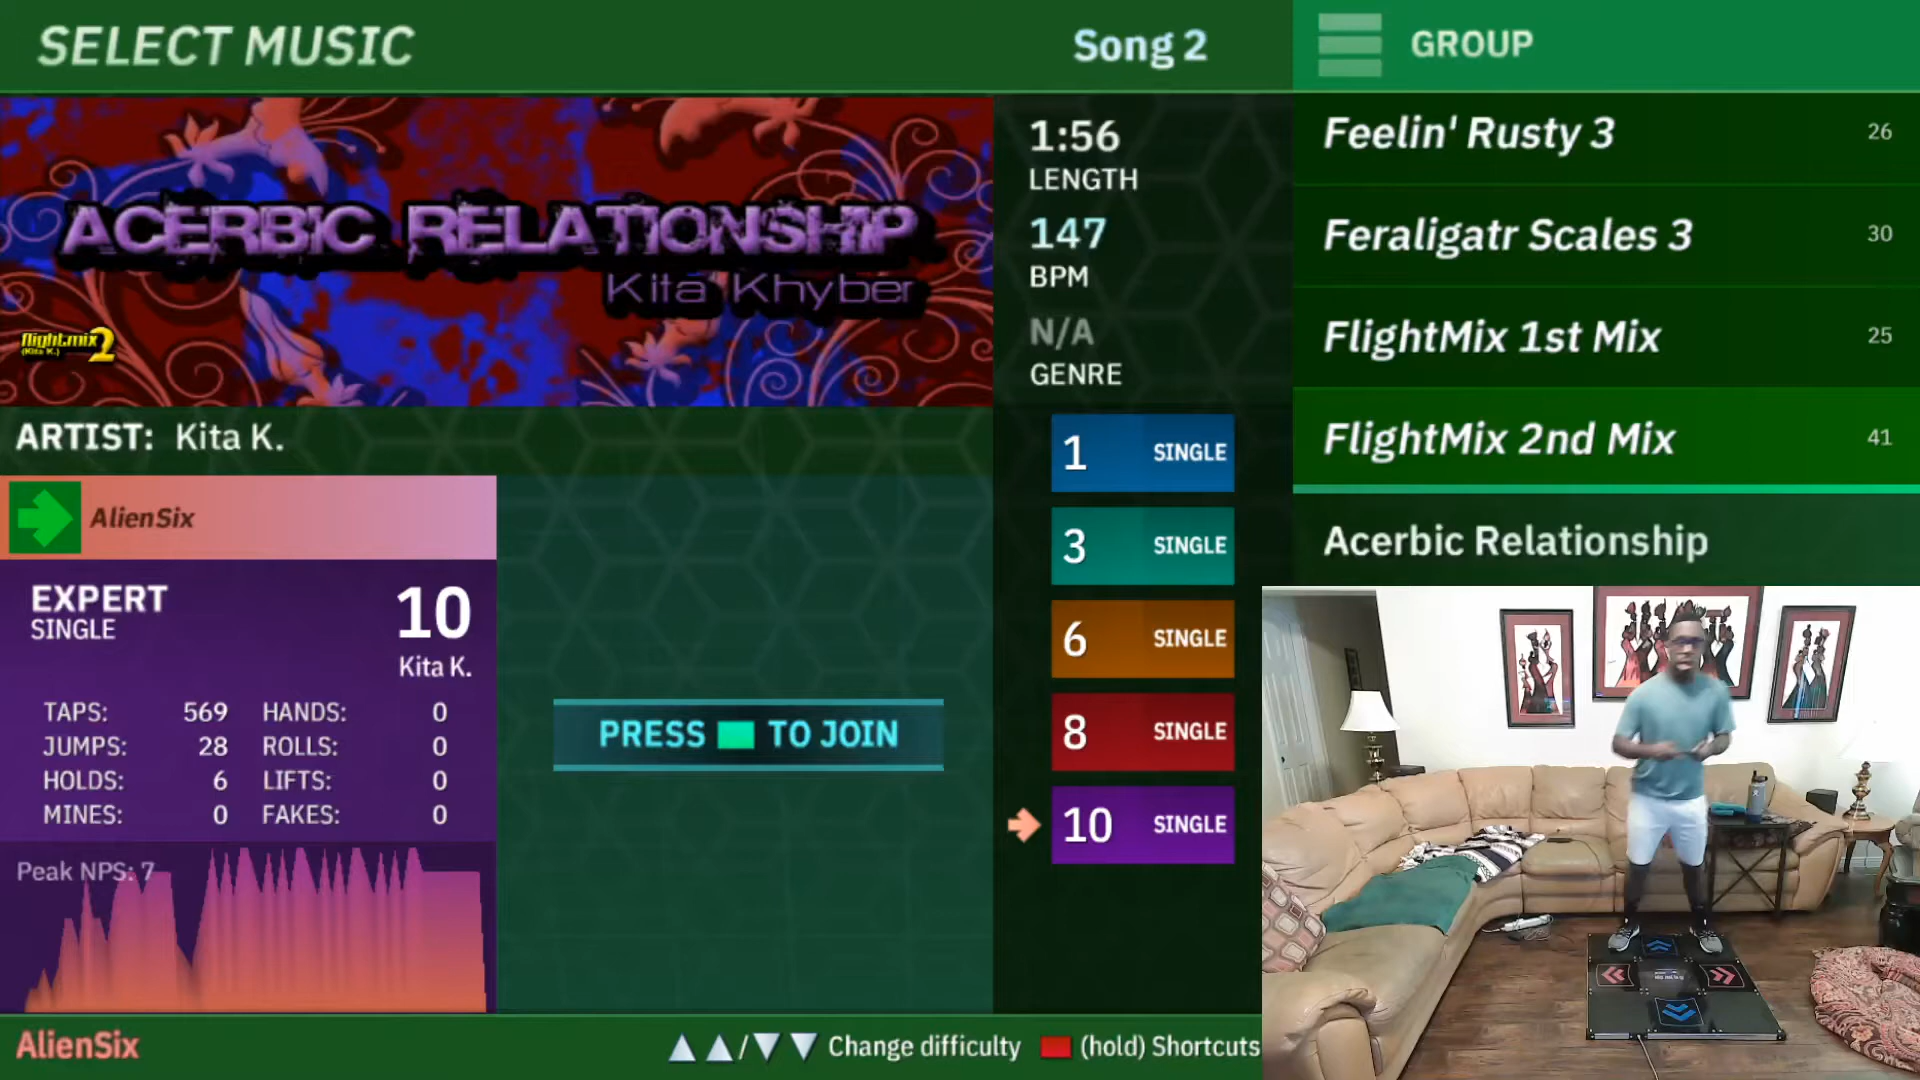 SELECT MUSIC
Song 2
GROUP
ACERBIC RELATIONSHIP
Kita Khyber
flightmix 2
(Kita K.)
1:56
LENGTH
147
BPM
N/A
GENRE
Feelin' Rusty 3 26
Feraligatr Scales 3 30
FlightMix 1st Mix 25
FlightMix 2nd Mix 41
Acerbic Relationship
ARTIST: Kita K.
AlienSix
EXPERT 10
SINGLE
Kita K.
TAPS: 569 HANDS: 0
JUMPS: 28 ROLLS: 0
HOLDS: 6 LIFTS: 0
MINES: 0 FAKES: 0
Peak NPS: 7
PRESS TO JOIN
1 SINGLE
3 SINGLE
6 SINGLE
8 SINGLE
10 SINGLE
AlienSix
/ Change difficulty (hold) Shortcuts